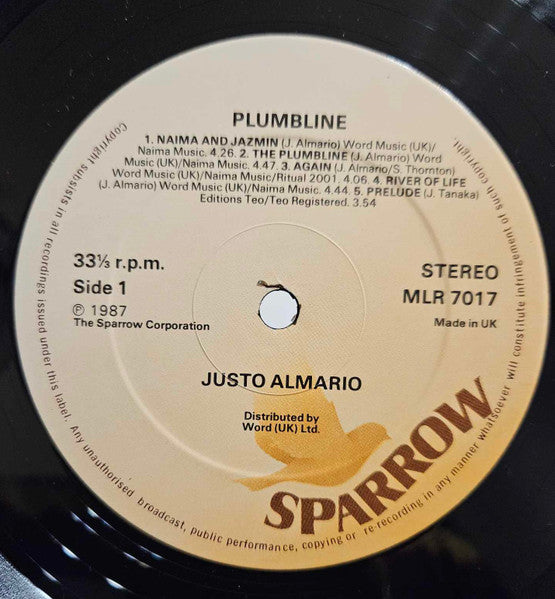 PLUMBLINE
1. NAIMA AND JAZMIN (J. Almario) Word Music (UK)/
Naima Music. 4.26. 2. THE PLUMBLINE (J. Almario) Word
Music (UK)/Naima Music. 4.47. 3. AGAIN (J. Almario/S. Thornton)
Word Music (UK)/Naima Music/Ritual 2001. 4.06. 4. RIVER OF LIFE
(J. Almario) Word Music (UK)/Naima Music. 4.44. 5. PRELUDE (J. Tanaka)
Editions Teo/Teo Registered. 3.54
33⅓ r.p.m.
Side 1
℗ 1987
The Sparrow Corporation
STEREO
MLR 7017
Made in UK
JUSTO ALMARIO
Distributed by
Word (UK) Ltd.
SPARROW
Copyright subsists in all recordings issued under this label. Any unauthorised broadcast, public performance, copying or re-recording in any manner whatsoever will constitute infringement of such copyright.